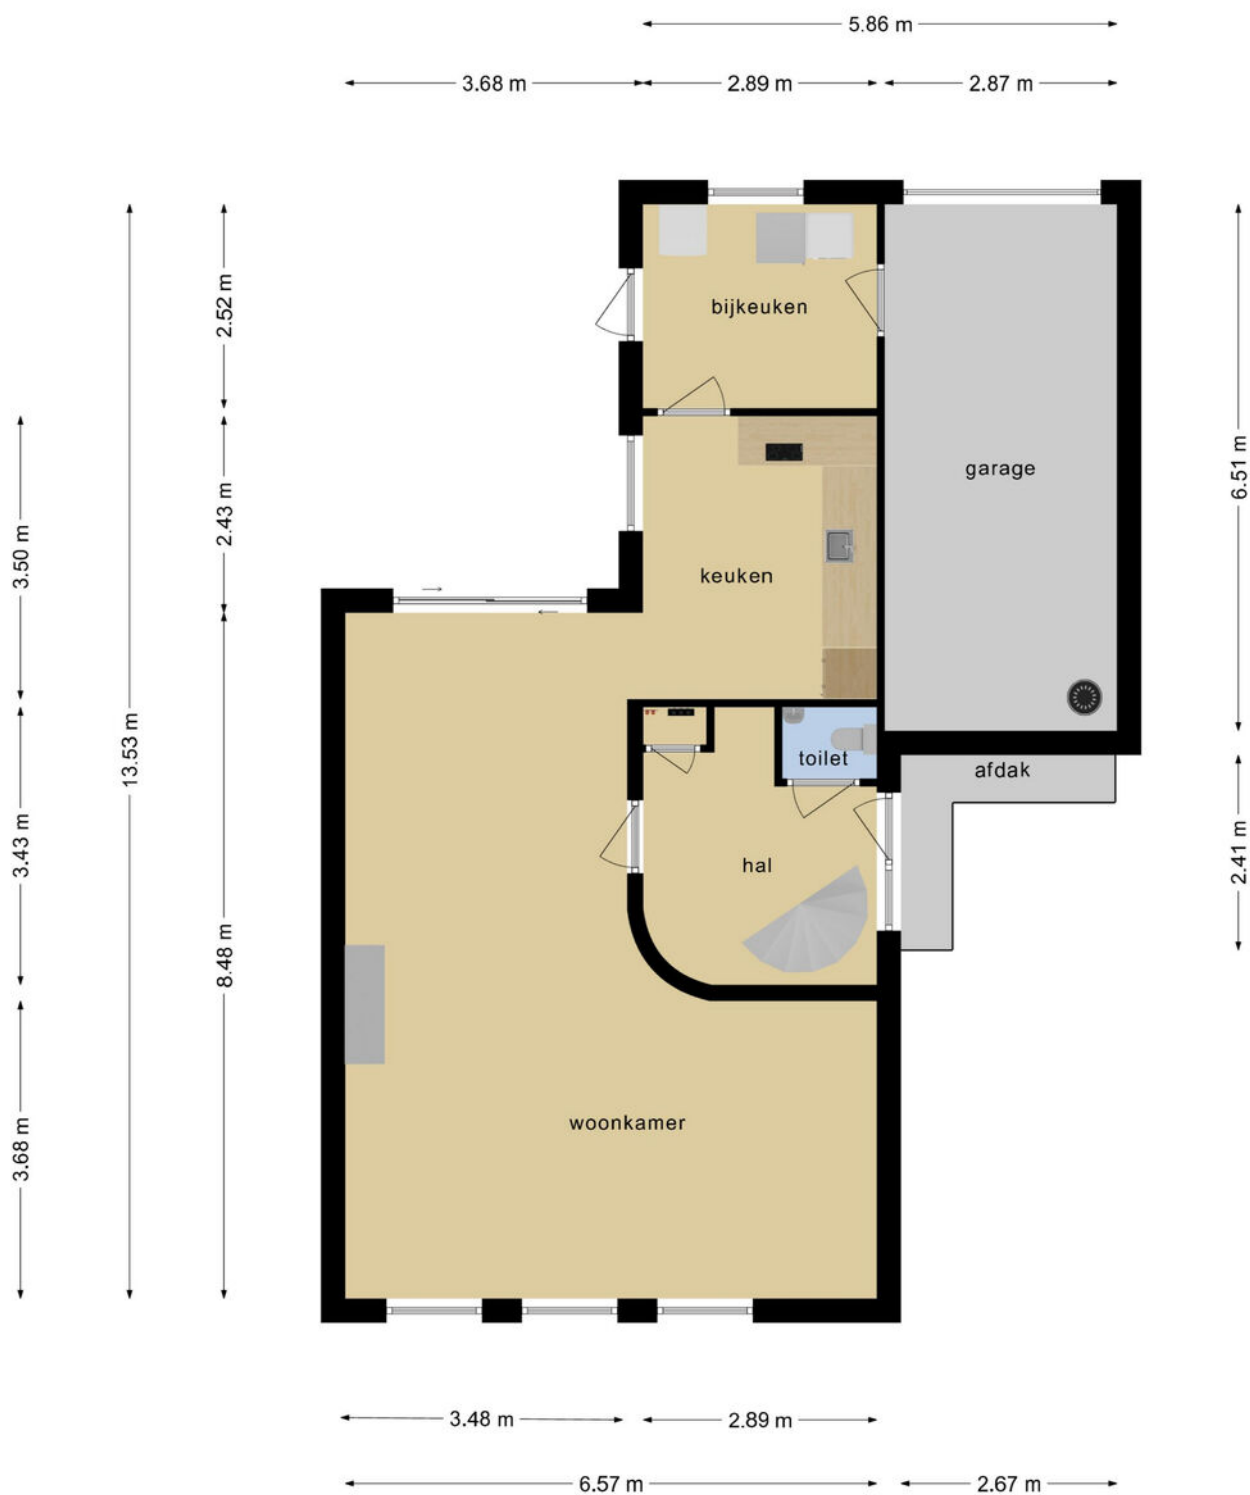 5.86 m
3.68 m
2.89 m
2.87 m
2.52 m
bijkeuken
2.43 m
6.51 m
garage
3.50 m
keuken
13.53 m
toilet
afdak
3.43 m
hal
2.41 m
8.48 m
woonkamer
3.68 m
3.48 m
2.89 m
6.57 m
2.67 m